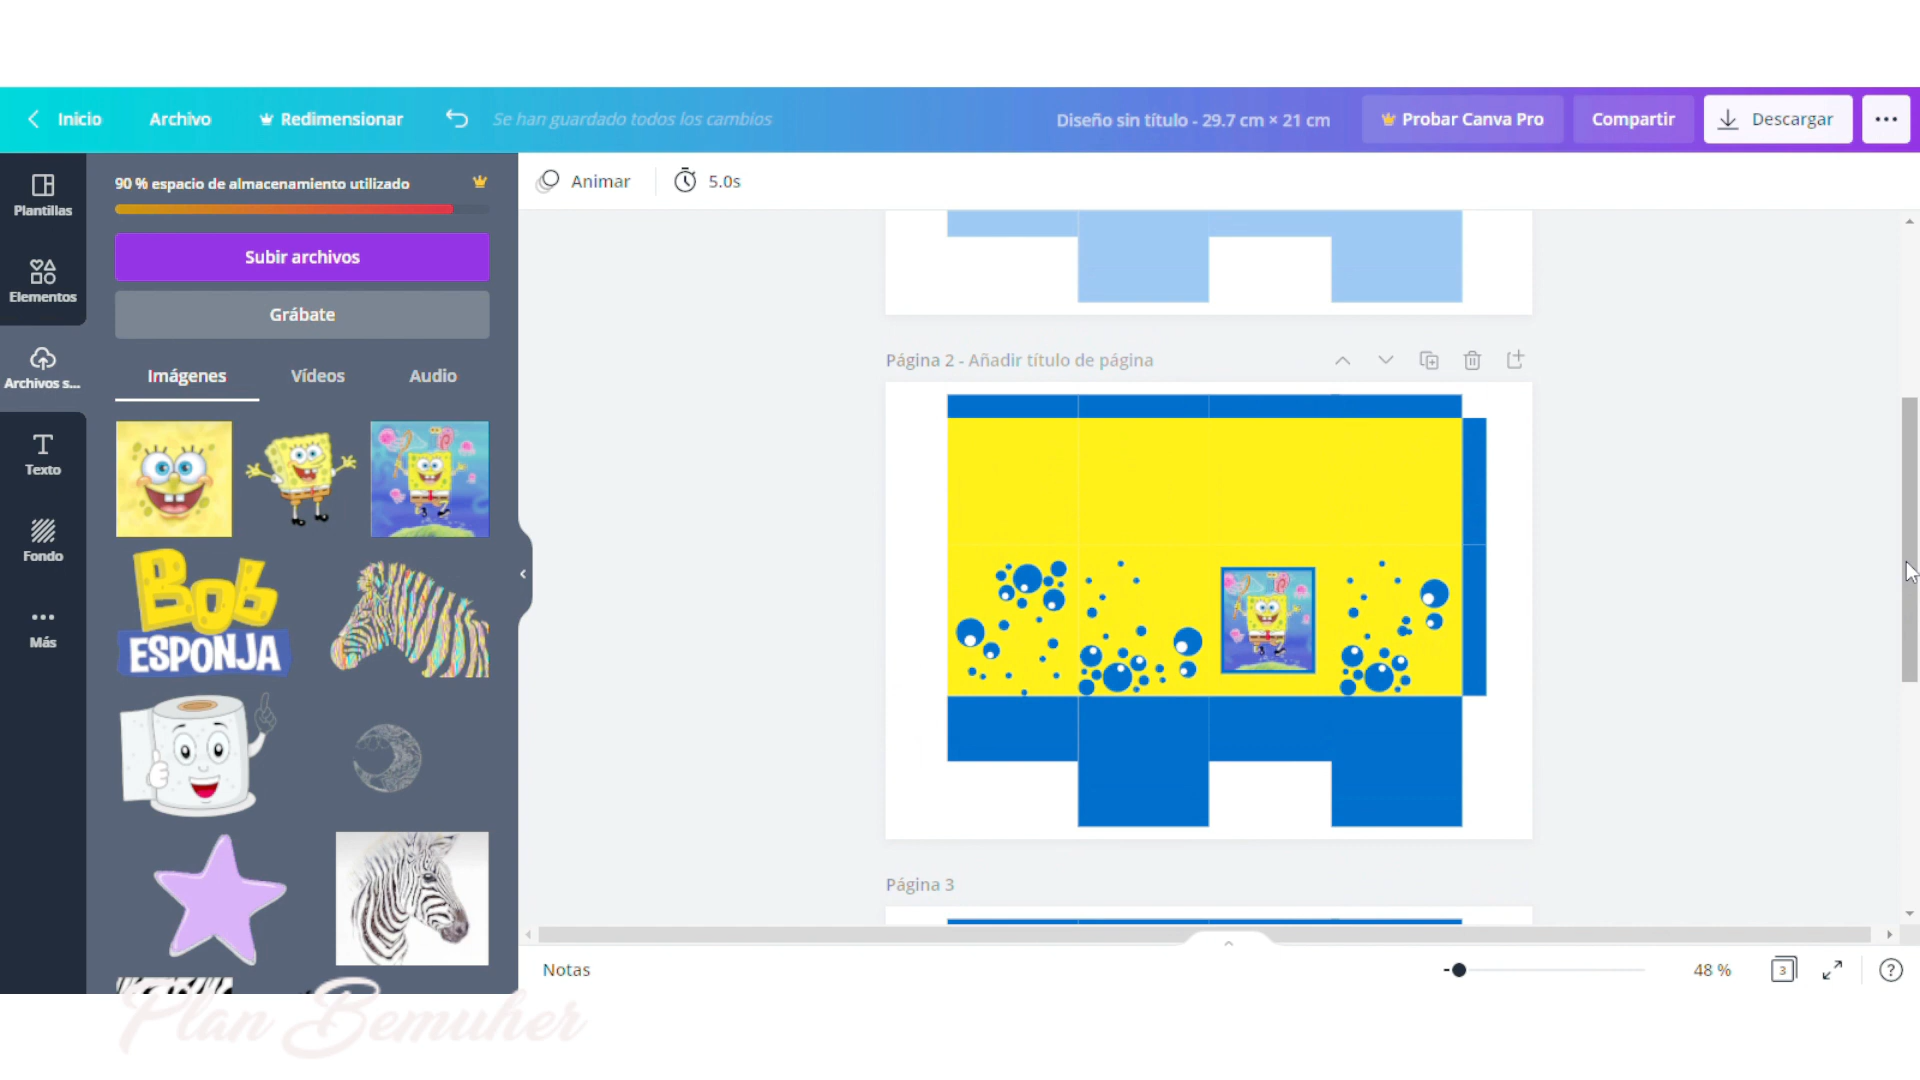 Inicio
Archivo
Redimensionar
Se han guardado todos los cambios
Diseño sin título - 29.7 cm × 21 cm
Probar Canva Pro
Compartir
Descargar
Plantillas
Elementos
Archivos s...
Texto
Fondo
Más
90 % espacio de almacenamiento utilizado
Subir archivos
Grábate
Imágenes
Vídeos
Audio
Bob
ESPONJA
Animar
5.0s
Página 2 - Añadir título de página
Página 3
Notas
48 %
3
Plan Bemuher